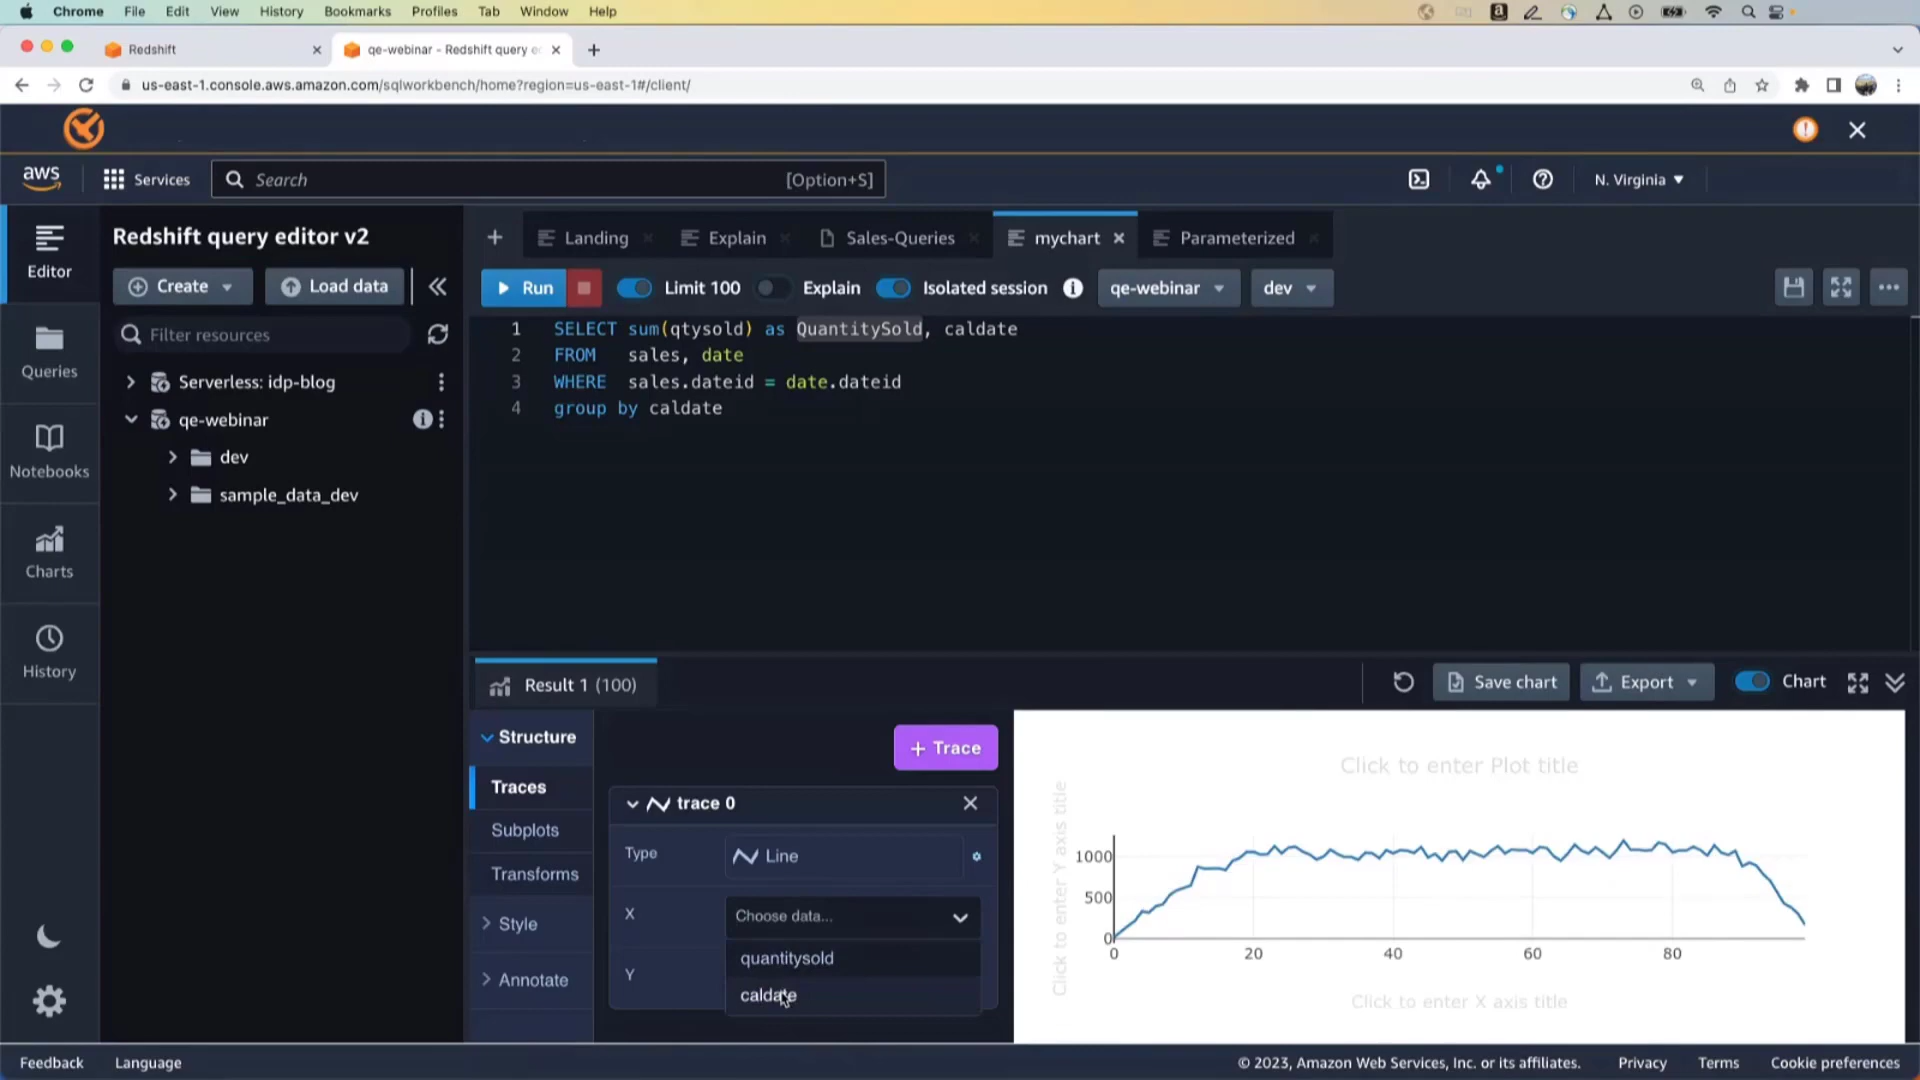 Chrome File Edit View History Bookmarks Profiles Tab Window Help
Redshift
qe-webinar - Redshift query e
us-east-1.console.aws.amazon.com/sqlworkbench/home?region=us-east-1#/client/
aws Services Search [Option+S] N. Virginia
Editor
Queries
Notebooks
Charts
History
Redshift query editor v2
Create Load data
Filter resources
Serverless: idp-blog
qe-webinar
dev
sample_data_dev
Landing Explain Sales-Queries mychart Parameterized
Run Limit 100 Explain Isolated session qe-webinar dev
1 SELECT sum(qtysold) as QuantitySold, caldate
2 FROM sales, date
3 WHERE sales.dateid = date.dateid
4 group by caldate
Result 1 (100) Save chart Export Chart
Structure
Traces
Subplots
Transforms
Style
Annotate
+ Trace
trace 0
Type Line
X Choose data...
quantitysold
Y
caldate
Click to enter Plot title
Click to enter Y axis title
1000
500
0
0 20 40 60 80
Click to enter X axis title
Feedback Language © 2023, Amazon Web Services, Inc. or its affiliates. Privacy Terms Cookie preferences